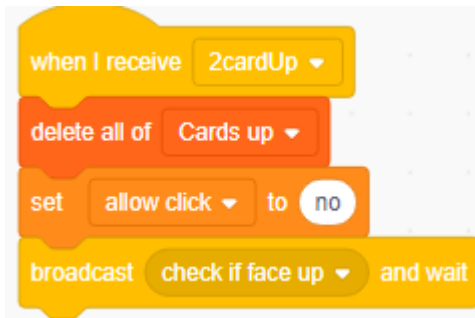 when I receive 2cardUp
delete all of Cards up
set allow click to no
broadcast check if face up and wait